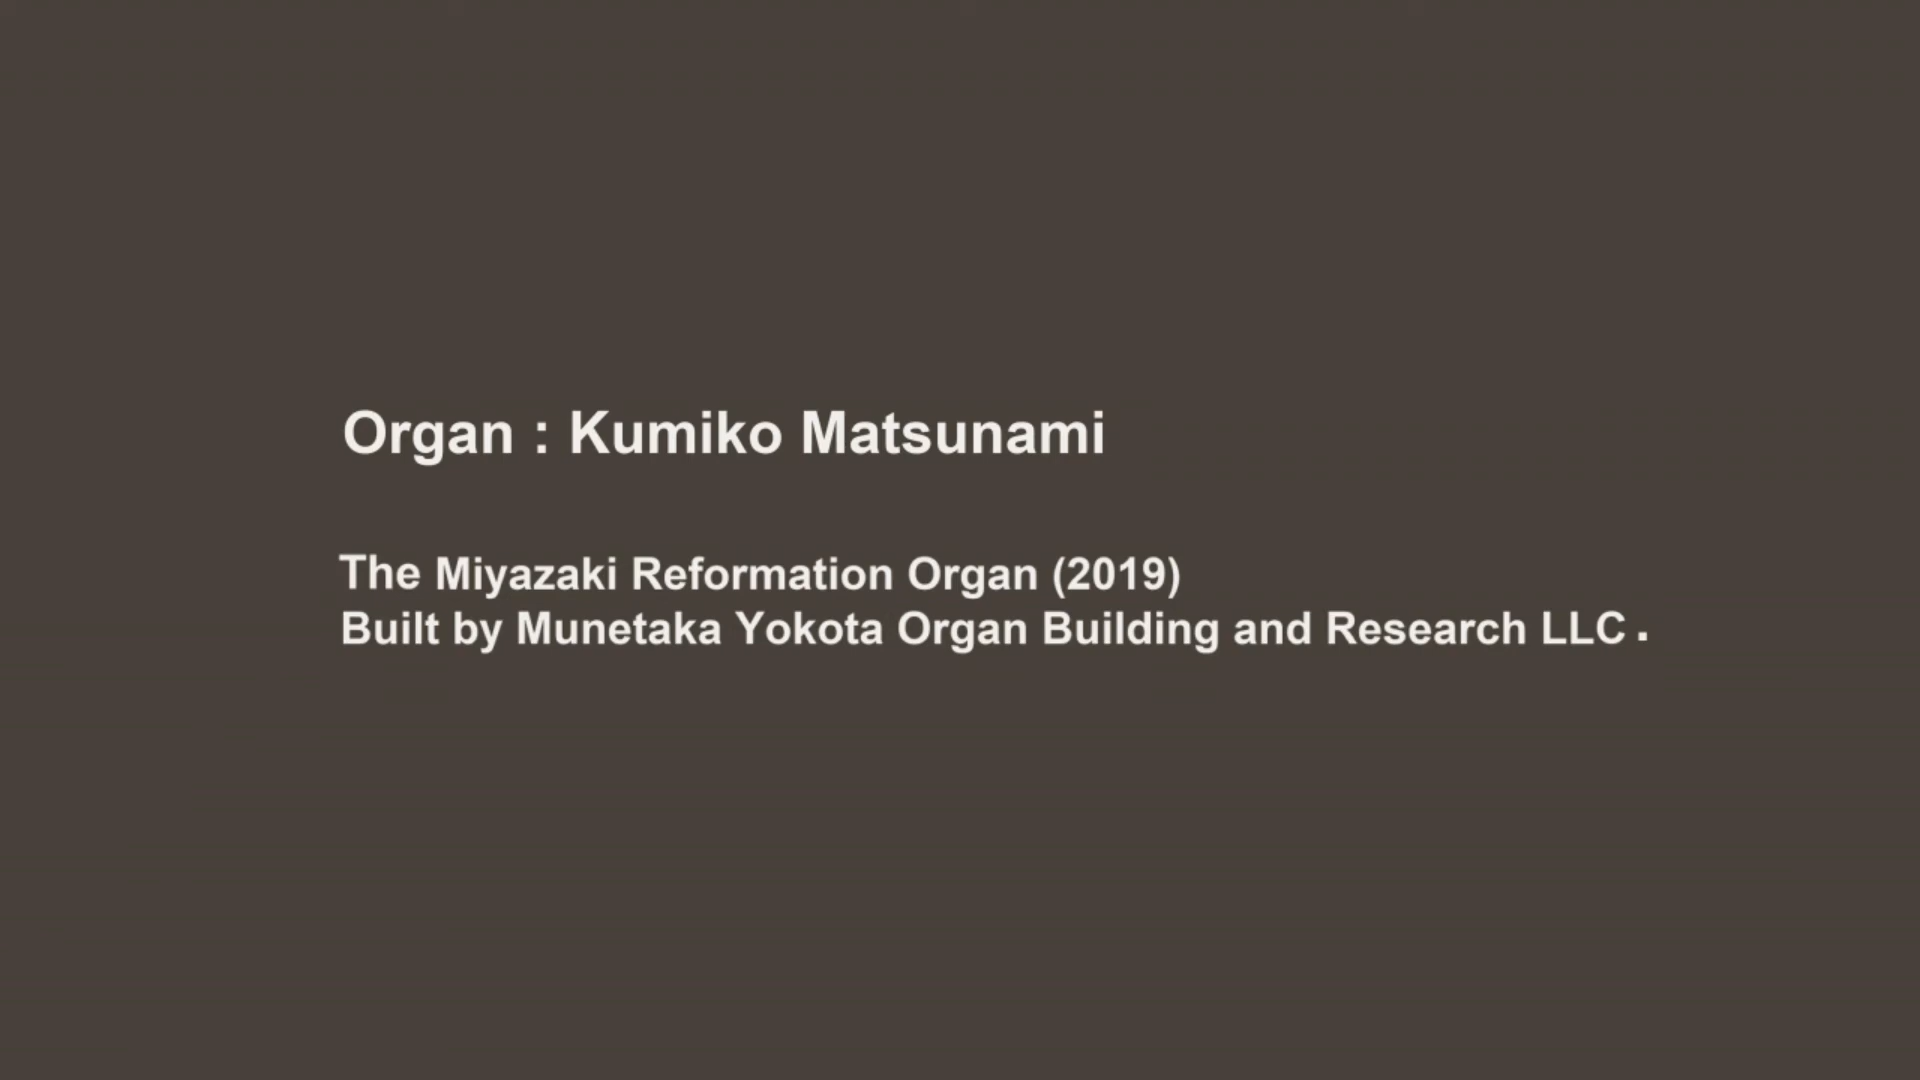 Organ : Kumiko Matsunami
The Miyazaki Reformation Organ (2019)
Built by Munetaka Yokota Organ Building and Research LLC.